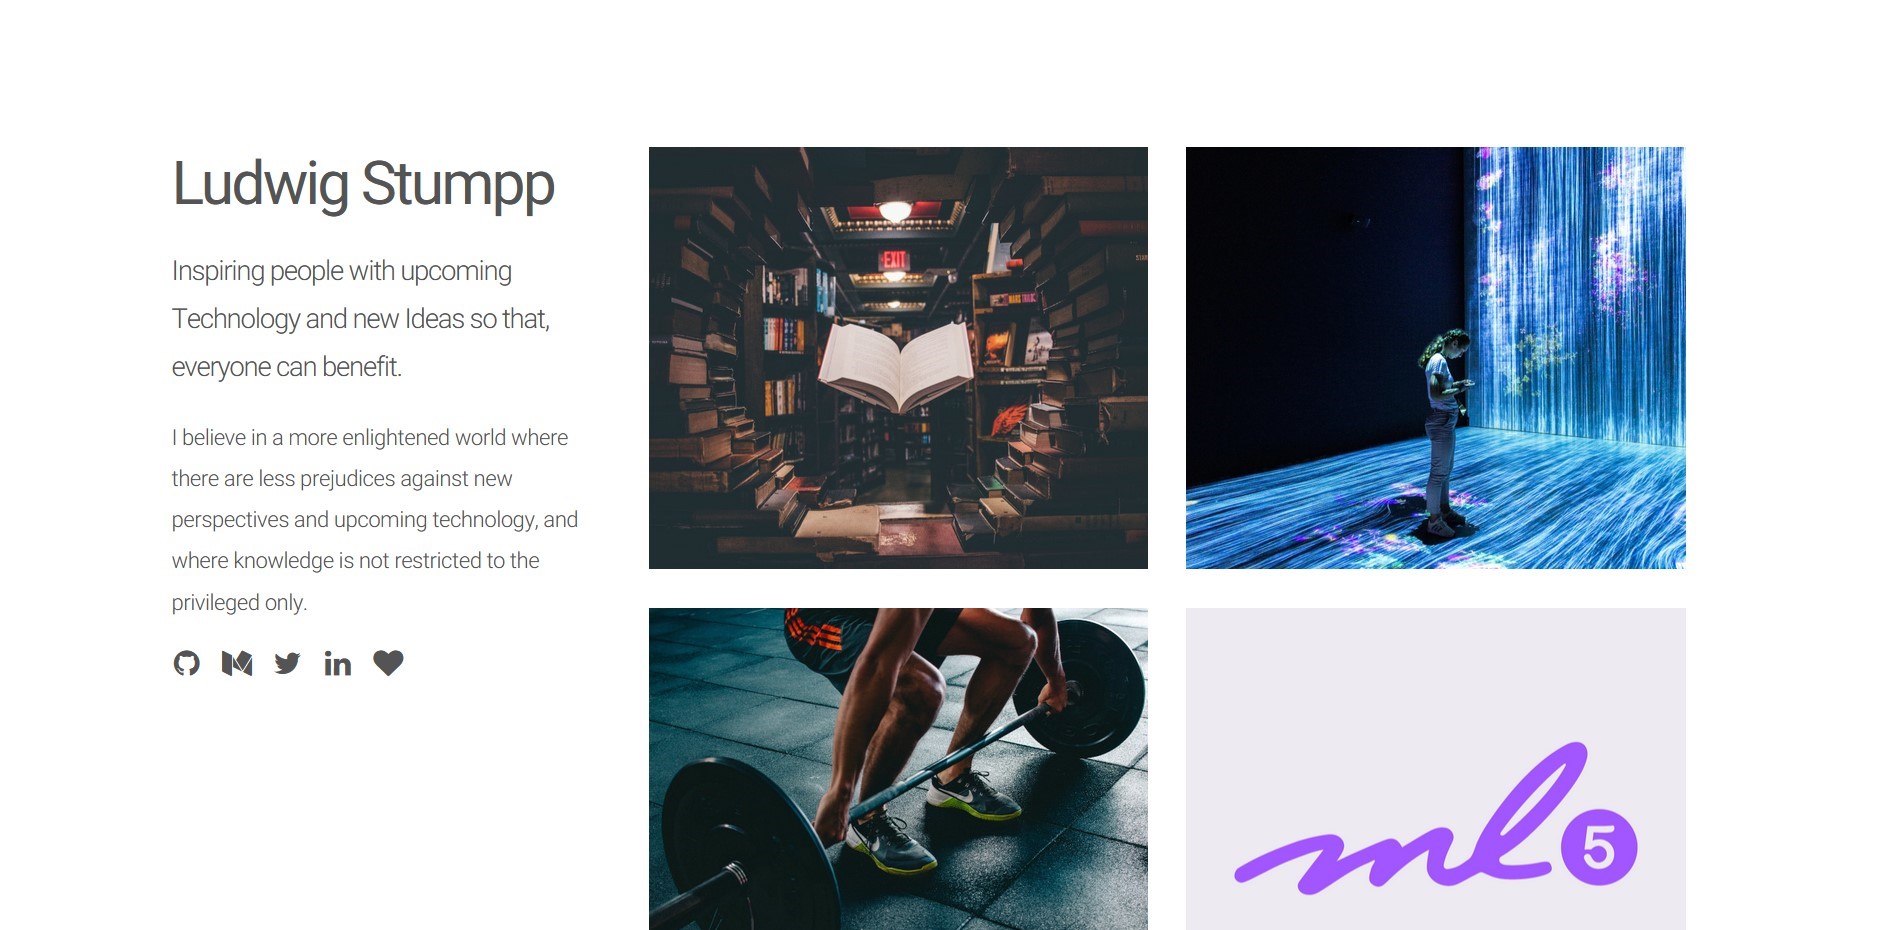 Ludwig Stumpp
Inspiring people with upcoming
Technology and new Ideas so that,
everyone can benefit.
I believe in a more enlightened world where
there are less prejudices against new
perspectives and upcoming technology, and
where knowledge is not restricted to the
privileged only.
in
EXIT
ml5